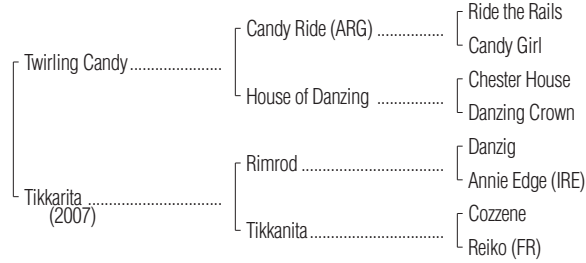 Ride the Rails
Candy Ride (ARG) ................
Candy Girl
Twirling Candy ......................
Chester House
House of Danzing ................
Danzing Crown
Danzig
Rimrod .................................
Annie Edge (IRE)
Tikkarita ................................
(2007)
Cozzene
Tikkanita ...............................
Reiko (FR)